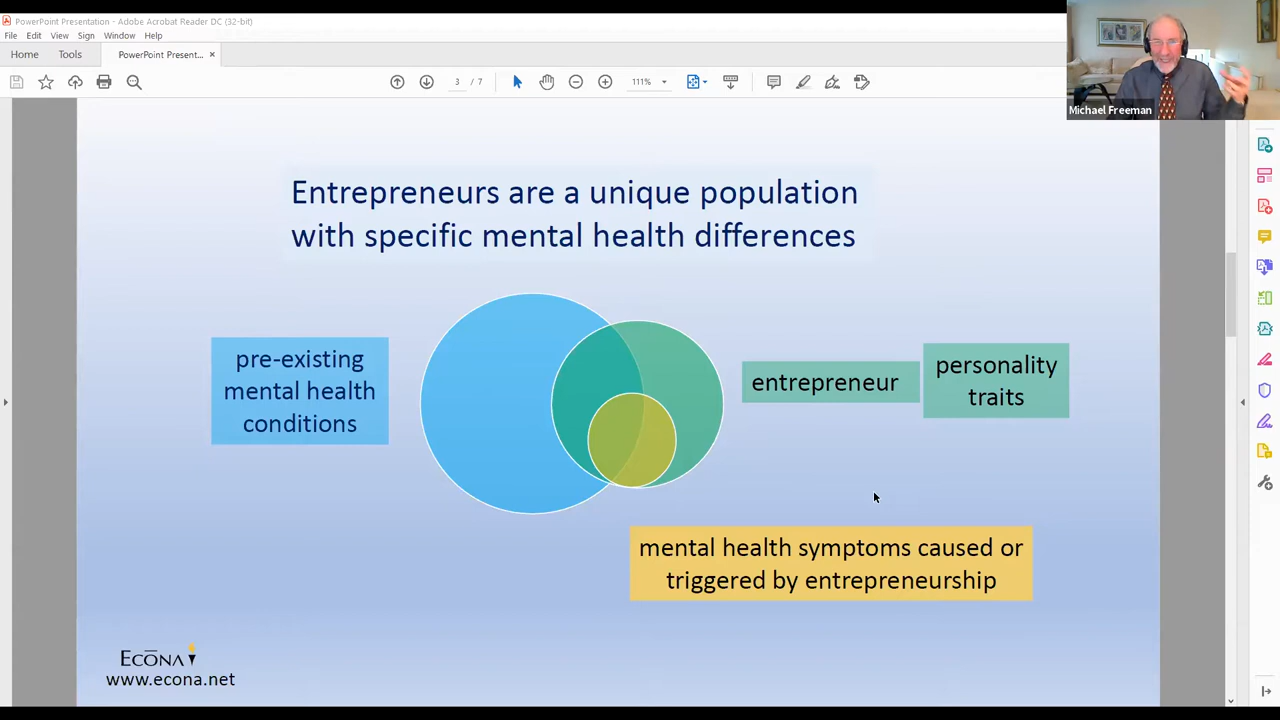 PowerPoint Presentation - Adobe Acrobat Reader DC (32-bit)
File Edit View Sign Window Help
Home Tools PowerPoint Present... ×
3 / 7 111%
Michael Freeman
Entrepreneurs are a unique population
with specific mental health differences
pre-existing
mental health
conditions
entrepreneur
personality
traits
mental health symptoms caused or
triggered by entrepreneurship
ECŌNA
www.econa.net